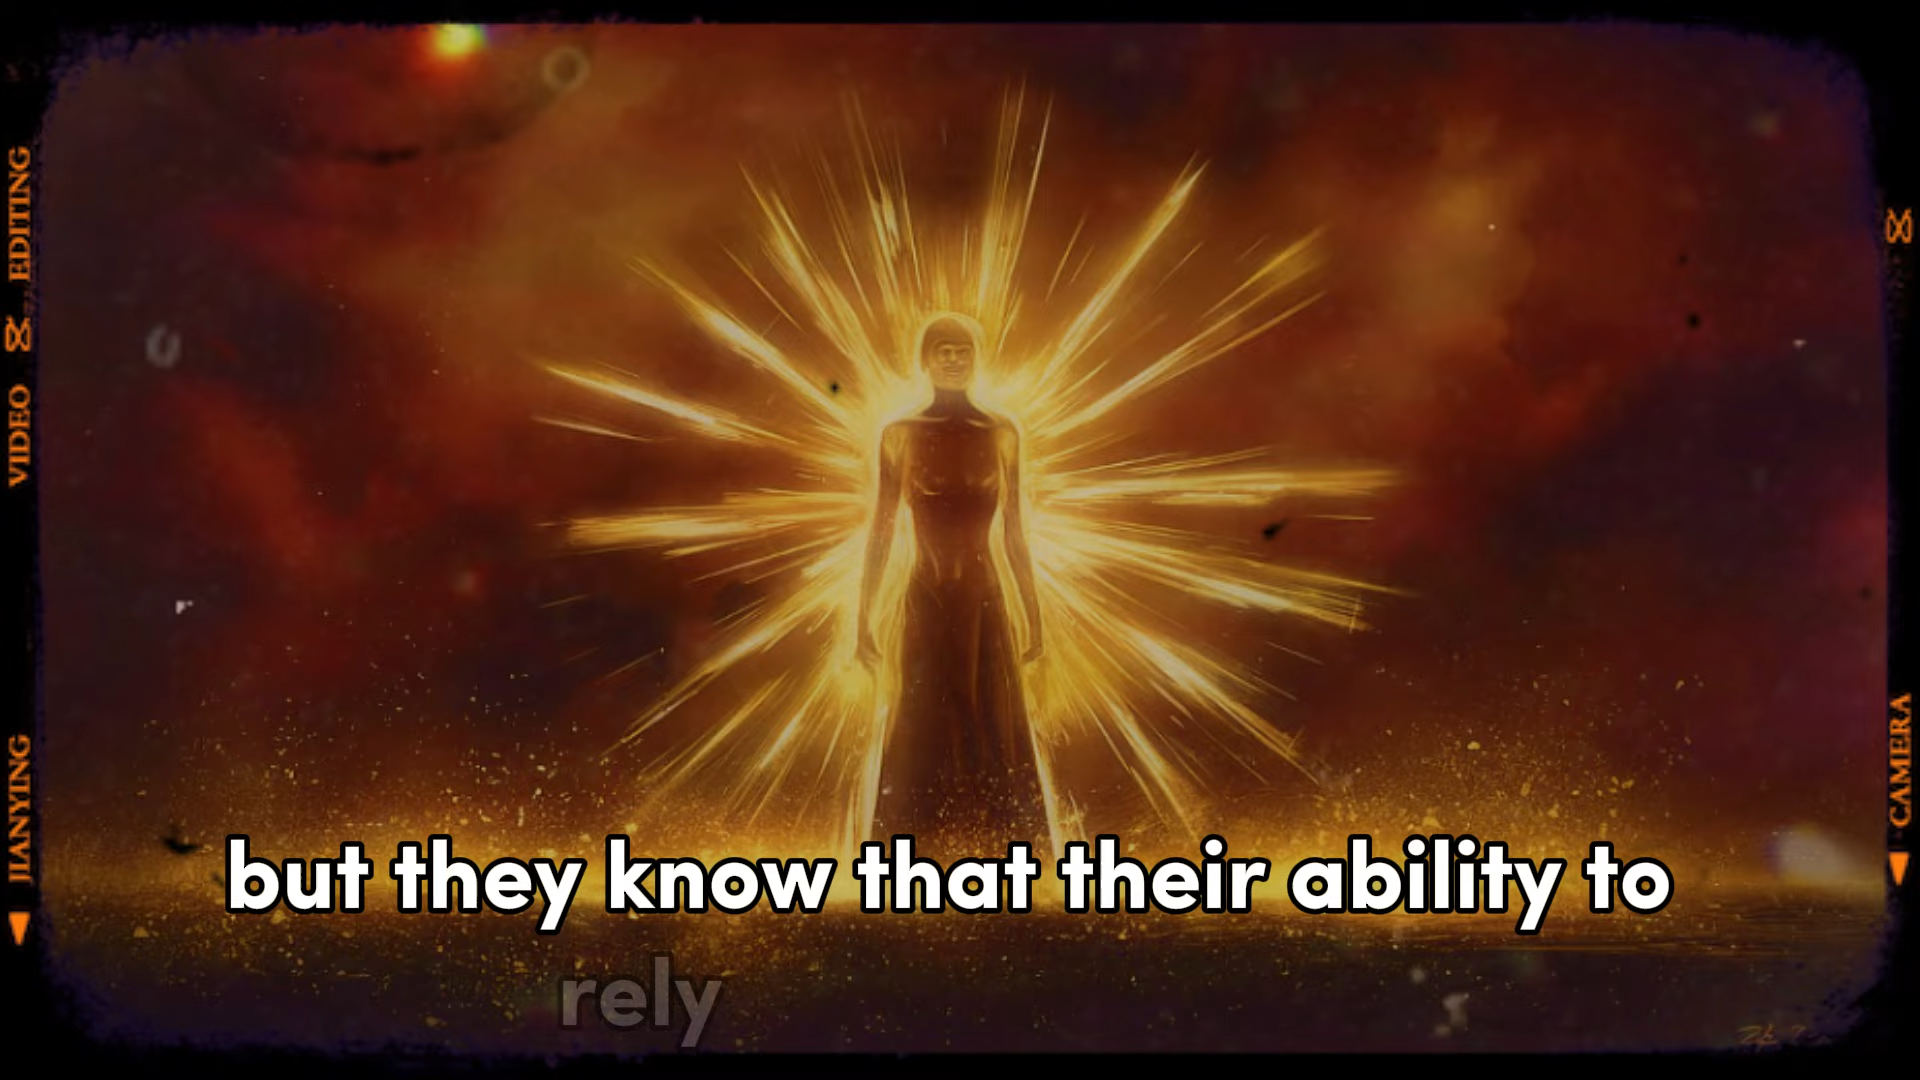 VIDEO EDITING
JIANYING
CAMERA
but they know that their ability to
rely